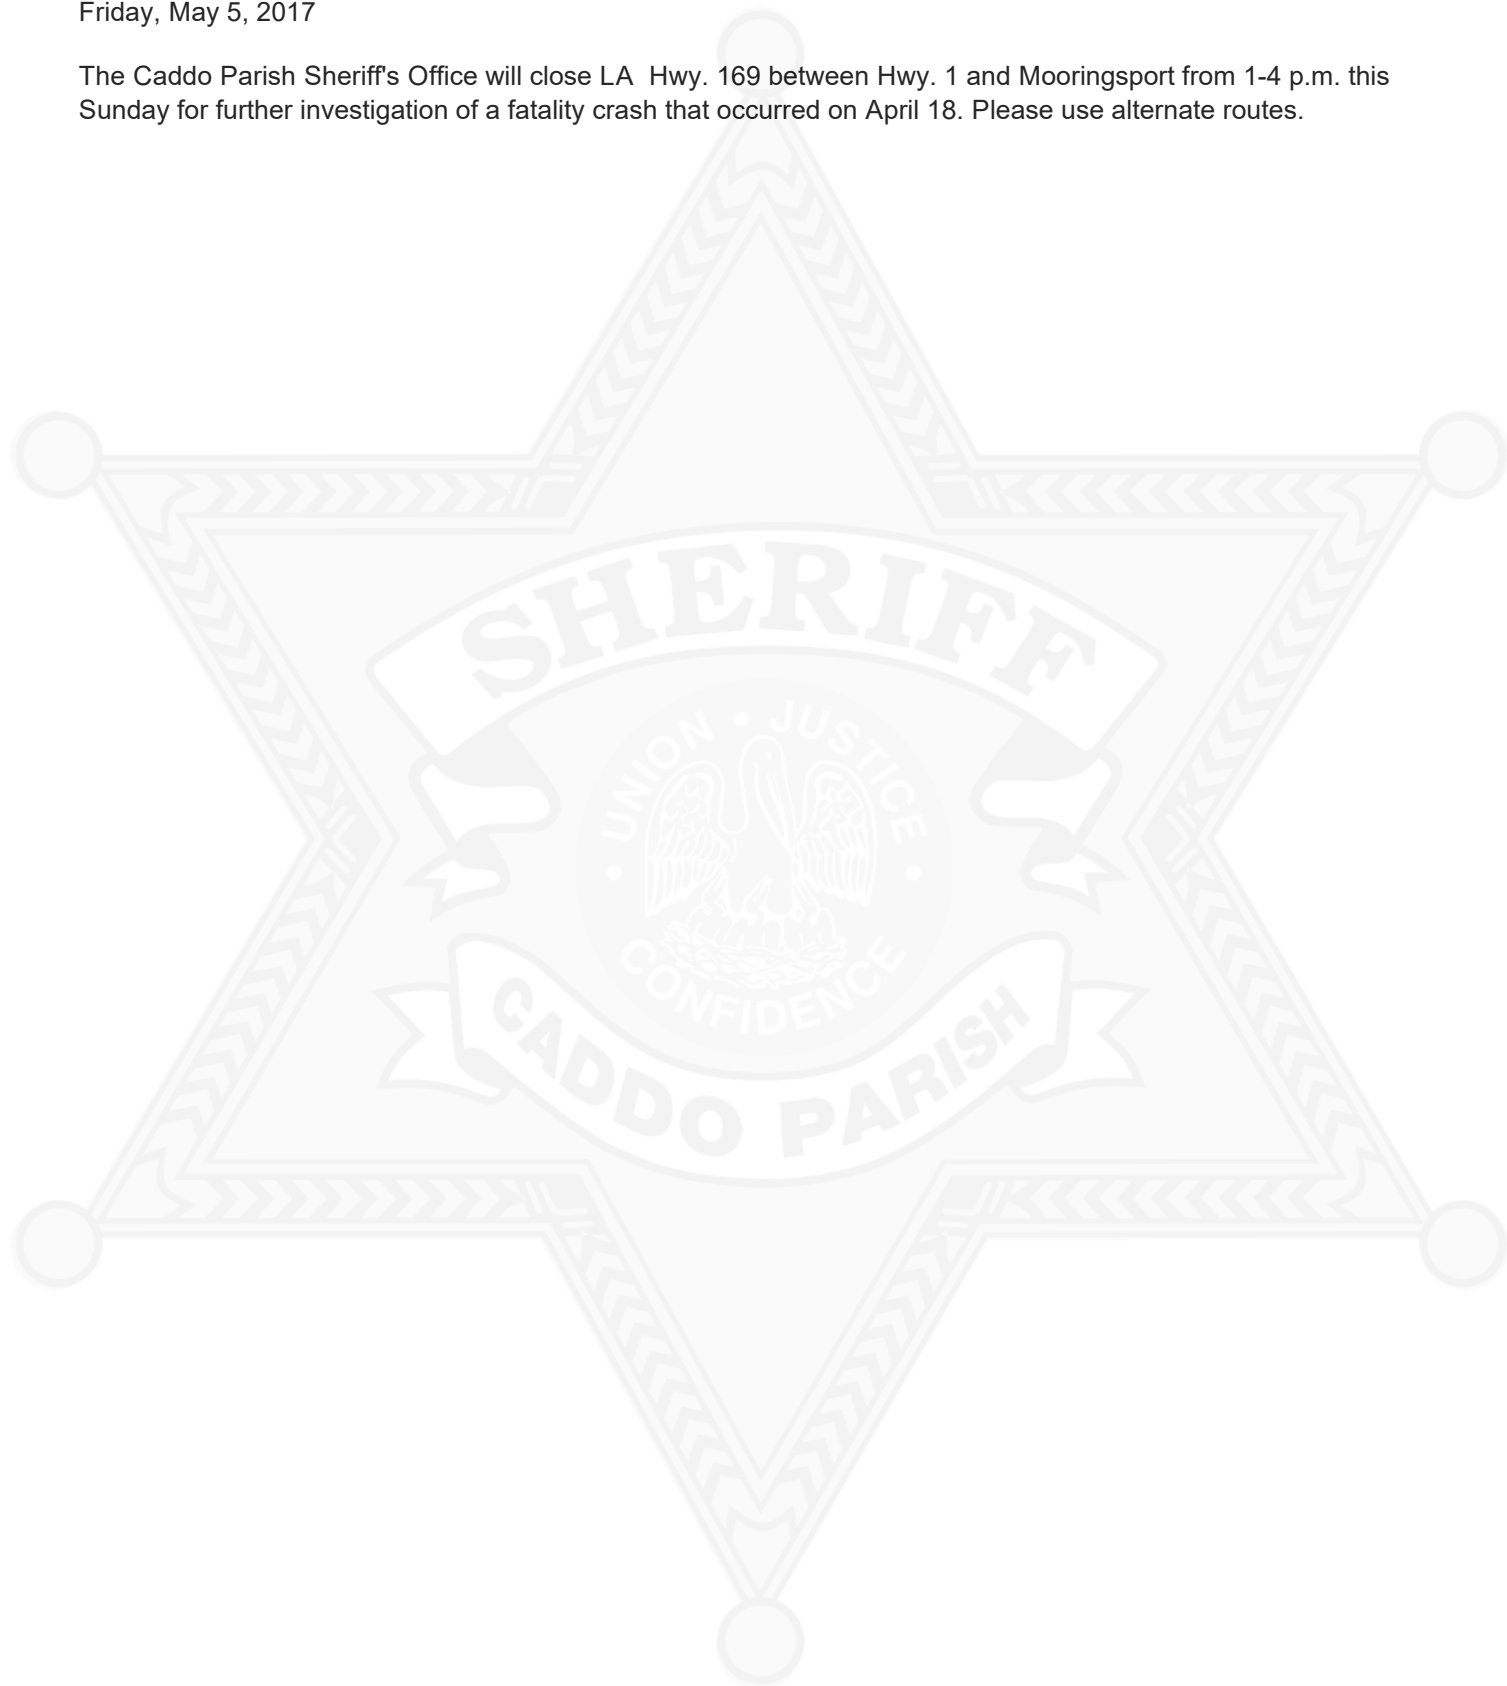 Friday, May 5, 2017
The Caddo Parish Sheriff's Office will close LA  Hwy. 169 between Hwy. 1 and Mooringsport from 1-4 p.m. this
Sunday for further investigation of a fatality crash that occurred on April 18. Please use alternate routes.
SHERIFF
UNION • JUSTICE
• CONFIDENCE •
CADDO PARISH